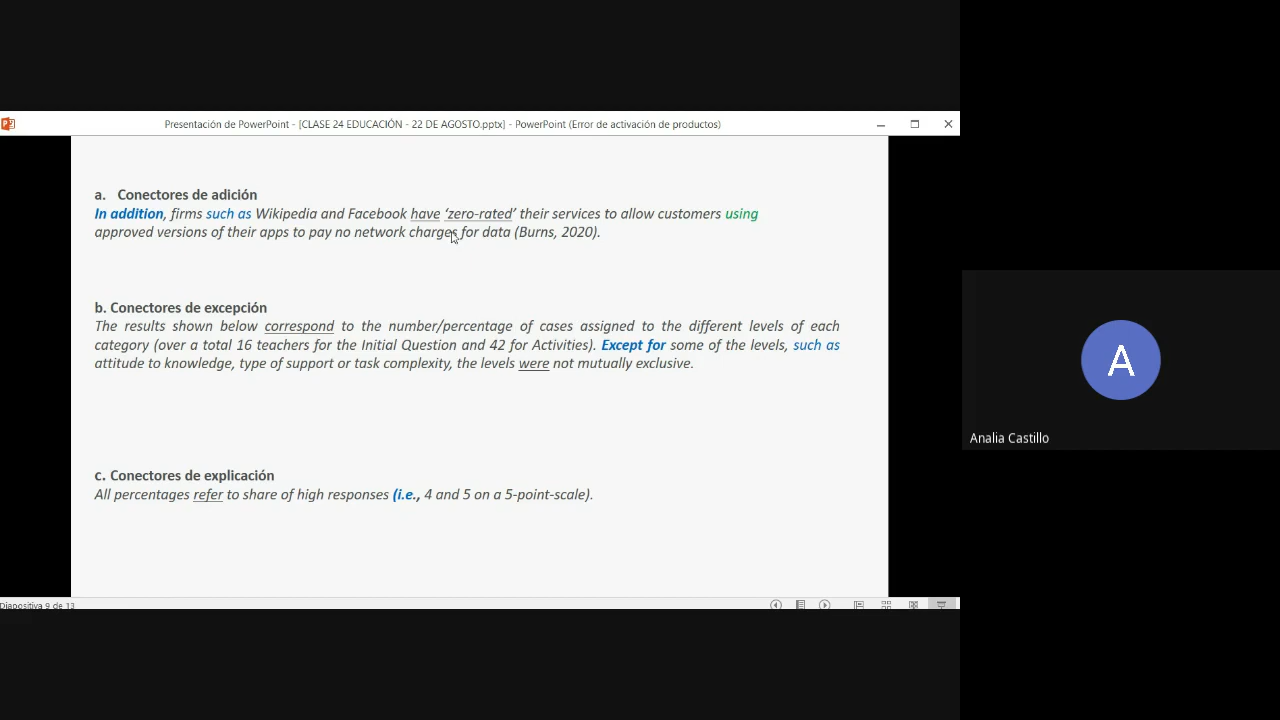 Presentación de PowerPoint - [CLASE 24 EDUCACIÓN - 22 DE AGOSTO.pptx] - PowerPoint (Error de activación de productos)
a. Conectores de adición
In addition, firms such as Wikipedia and Facebook have ‘zero-rated’ their services to allow customers using
approved versions of their apps to pay no network charges for data (Burns, 2020).
b. Conectores de excepción
The results shown below correspond to the number/percentage of cases assigned to the different levels of each
category (over a total 16 teachers for the Initial Question and 42 for Activities). Except for some of the levels, such as
attitude to knowledge, type of support or task complexity, the levels were not mutually exclusive.
c. Conectores de explicación
All percentages refer to share of high responses (i.e., 4 and 5 on a 5-point-scale).
A
Analia Castillo
Diapositiva 9 de 13